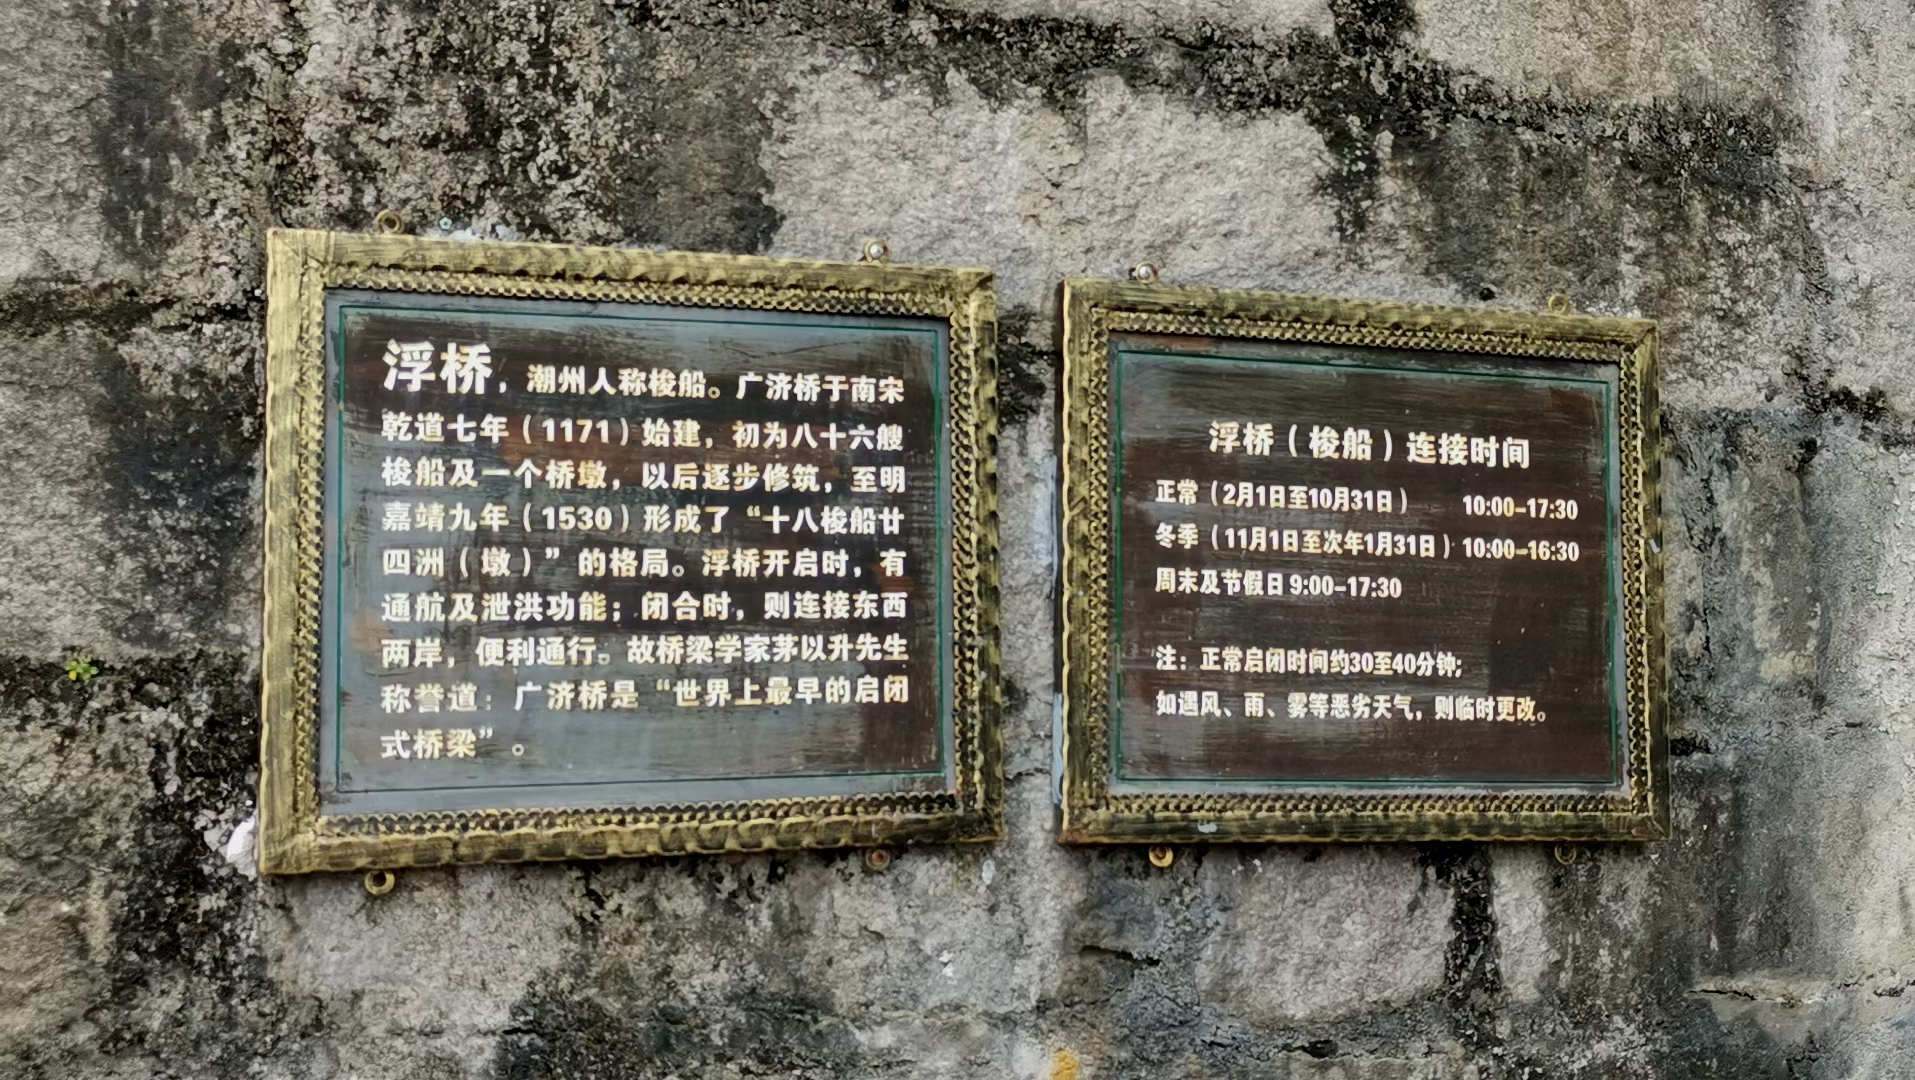 浮桥，潮州人称梭船。广济桥于南宋
乾道七年（1171）始建，初为八十六艘
梭船及一个桥墩，以后逐步修筑，至明
嘉靖九年（1530）形成了“十八梭船廿
四洲（墩）”的格局。浮桥开启时，有
通航及泄洪功能；闭合时，则连接东西
两岸，便利通行。故桥梁学家茅以升先生
称誉道：广济桥是“世界上最早的启闭
式桥梁”。
浮桥（梭船）连接时间
正常（2月1日至10月31日） 10:00-17:30
冬季（11月1日至次年1月31日）10:00-16:30
周末及节假日 9:00-17:30
注：正常启闭时间约30至40分钟;
如遇风、雨、雾等恶劣天气，则临时更改。